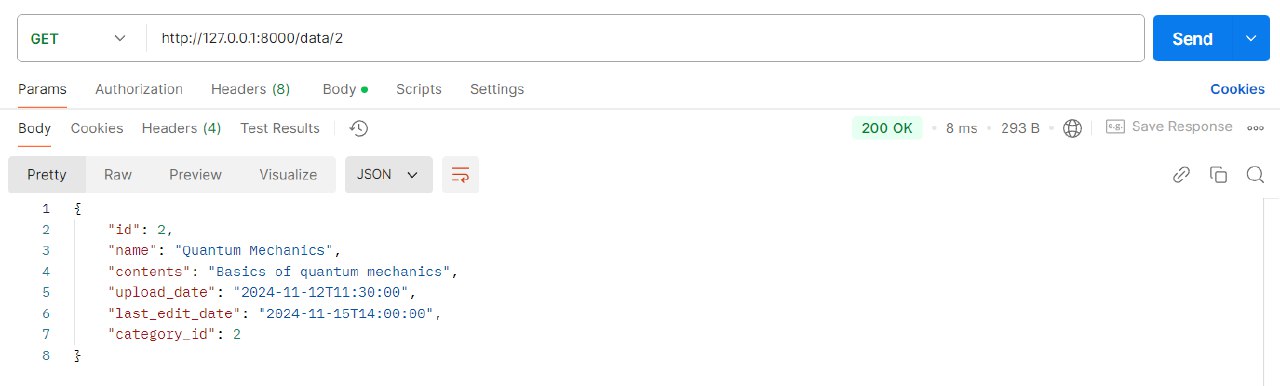 GET http://127.0.0.1:8000/data/2 Send
Params Authorization Headers (8) Body Scripts Settings Cookies
Body Cookies Headers (4) Test Results 200 OK • 8 ms • 293 B • e.g. Save Response
Pretty Raw Preview Visualize JSON
1 {
2 "id": 2,
3 "name": "Quantum Mechanics",
4 "contents": "Basics of quantum mechanics",
5 "upload_date": "2024-11-12T11:30:00",
6 "last_edit_date": "2024-11-15T14:00:00",
7 "category_id": 2
8 }